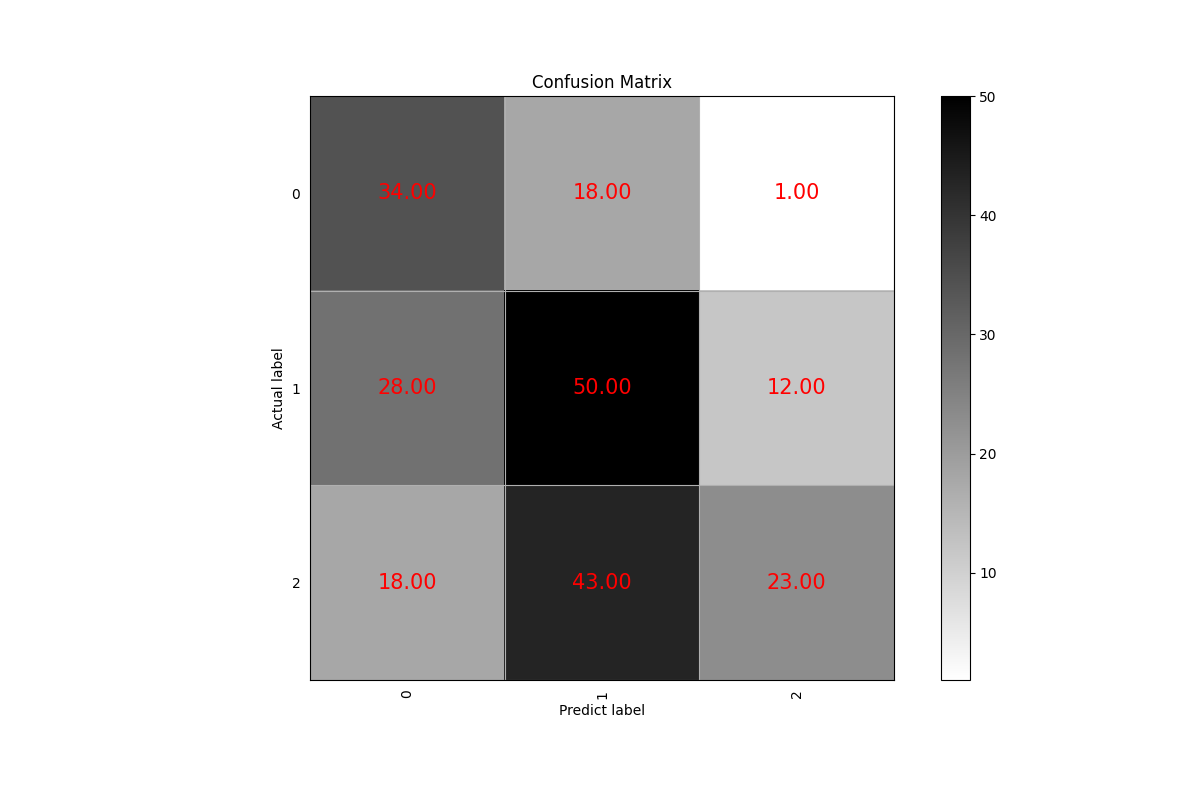 Confusion Matrix
50
0 34.00 18.00 1.00
40
30
Actual label
1 28.00 50.00 12.00
20
10
2 18.00 43.00 23.00
0 1 2
Predict label